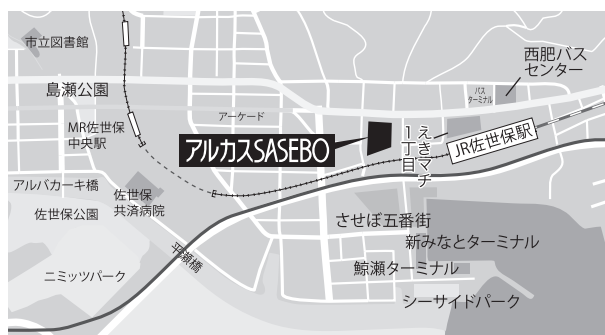 市立図書館
島瀬公園
MR佐世保
中央駅
アーケード
アルカスSASEBO
西肥バス
センター
バス
ターミナル
えきマチ
1丁目
JR佐世保駅
アルバカーキ橋
佐世保
共済病院
佐世保公園
ニミッツパーク
平瀬橋
させぼ五番街
新みなとターミナル
鯨瀬ターミナル
シーサイドパーク